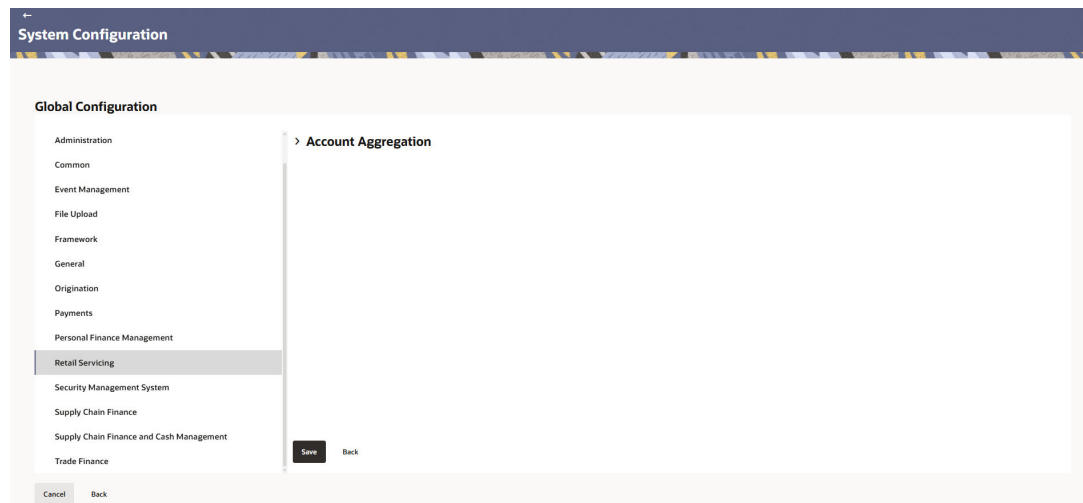 ←
System Configuration
Global Configuration
Administration
Common
Event Management
File Upload
Framework
General
Origination
Payments
Personal Finance Management
Retail Servicing
Security Management System
Supply Chain Finance
Supply Chain Finance and Cash Management
Trade Finance
> Account Aggregation
Save Back
Cancel Back